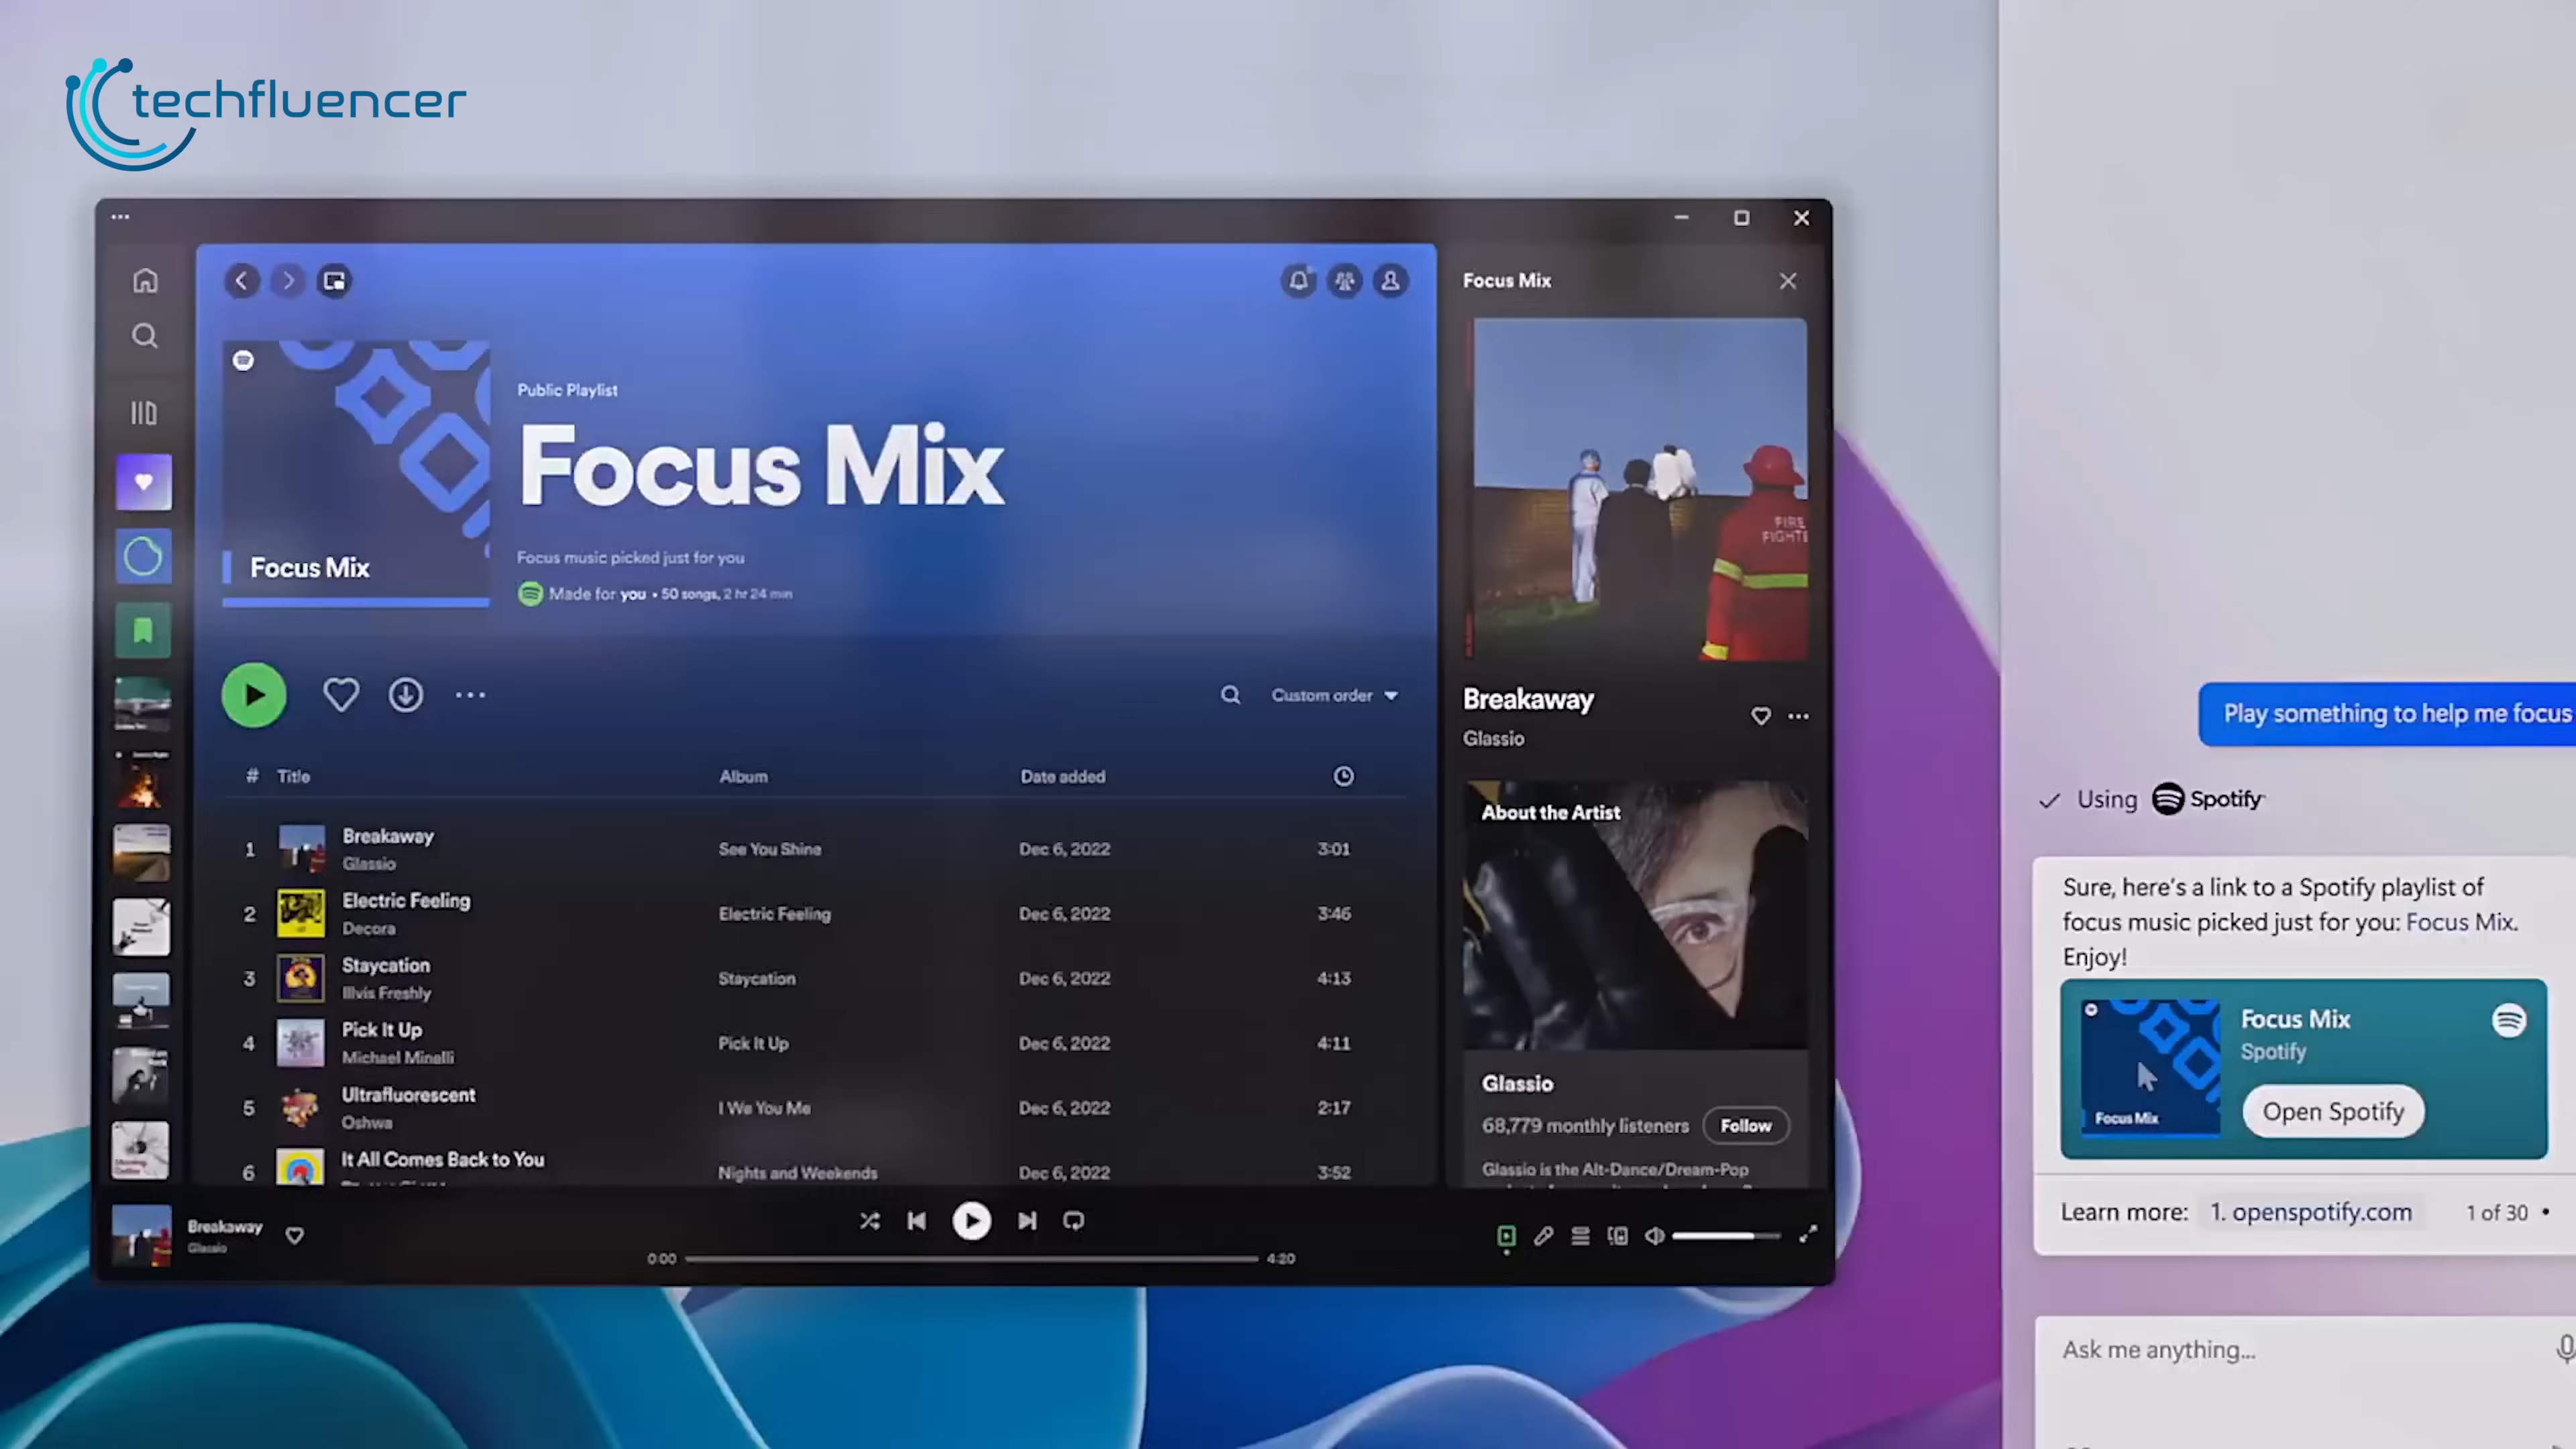 techfluencer
Focus Mix
Public Playlist
Focus Mix
Focus Mix
Focus music picked just for you
Made for you • 50 songs, 2 hr 24 min
FIRE
Custom order
# Title Album Date added
1 Breakaway See You Shine Dec 6, 2022 3:01
Glassio
2 Electric Feeling Electric Feeling Dec 6, 2022 3:46
Decora
3 Staycation Staycation Dec 6, 2022 4:13
Illvis Freshly
4 Pick It Up Pick It Up Dec 6, 2022 4:11
Michael Minelli
5 Ultrafluorescent I We You Me Dec 6, 2022 2:17
Oshwa
6 It All Comes Back to You Nights and Weekends Dec 6, 2022 3:52
Breakaway
Glassio
About the Artist
Glassio
68,779 monthly listeners Follow
Glassio is the Alt-Dance/Dream-Pop
Breakaway
Glassio
0:00 4:20
Play something to help me focus
Using Spotify
Sure, here's a link to a Spotify playlist of
focus music picked just for you: Focus Mix.
Enjoy!
Focus Mix
Focus Mix
Spotify
Open Spotify
Learn more: 1. openspotify.com 1 of 30 •
Ask me anything...